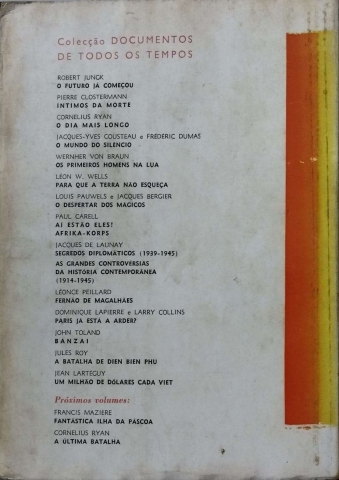 Colecção DOCUMENTOS
DE TODOS OS TEMPOS
ROBERT JUNGK
O FUTURO JÁ COMEÇOU
PIERRE CLOSTERMANN
ÍNTIMOS DA MORTE
CORNELIUS RYAN
O DIA MAIS LONGO
JACQUES-YVES COUSTEAU e FRÉDÉRIC DUMAS
O MUNDO DO SILÊNCIO
WERNHER VON BRAUN
OS PRIMEIROS HOMENS NA LUA
LEON W. WELLS
PARA QUE A TERRA NÃO ESQUEÇA
LOUIS PAUWELS e JACQUES BERGIER
O DESPERTAR DOS MÁGICOS
PAUL CARELL
AÍ ESTÃO ELES!
AFRIKA-KORPS
JACQUES DE LAUNAY
SEGREDOS DIPLOMÁTICOS (1939-1945)
AS GRANDES CONTROVÉRSIAS
DA HISTÓRIA CONTEMPORÂNEA
(1914-1945)
LÉONCE PEILLARD
FERNÃO DE MAGALHÃES
DOMINIQUE LAPIERRE e LARRY COLLINS
PARIS JÁ ESTÁ A ARDER?
JOHN TOLAND
BANZAI
JULES ROY
A BATALHA DE DIEN BIEN PHU
JEAN LARTEGUY
UM MILHÃO DE DÓLARES CADA VIET
Próximos volumes:
FRANCIS MAZIÈRE
FANTÁSTICA ILHA DA PÁSCOA
CORNELIUS RYAN
A ÚLTIMA BATALHA